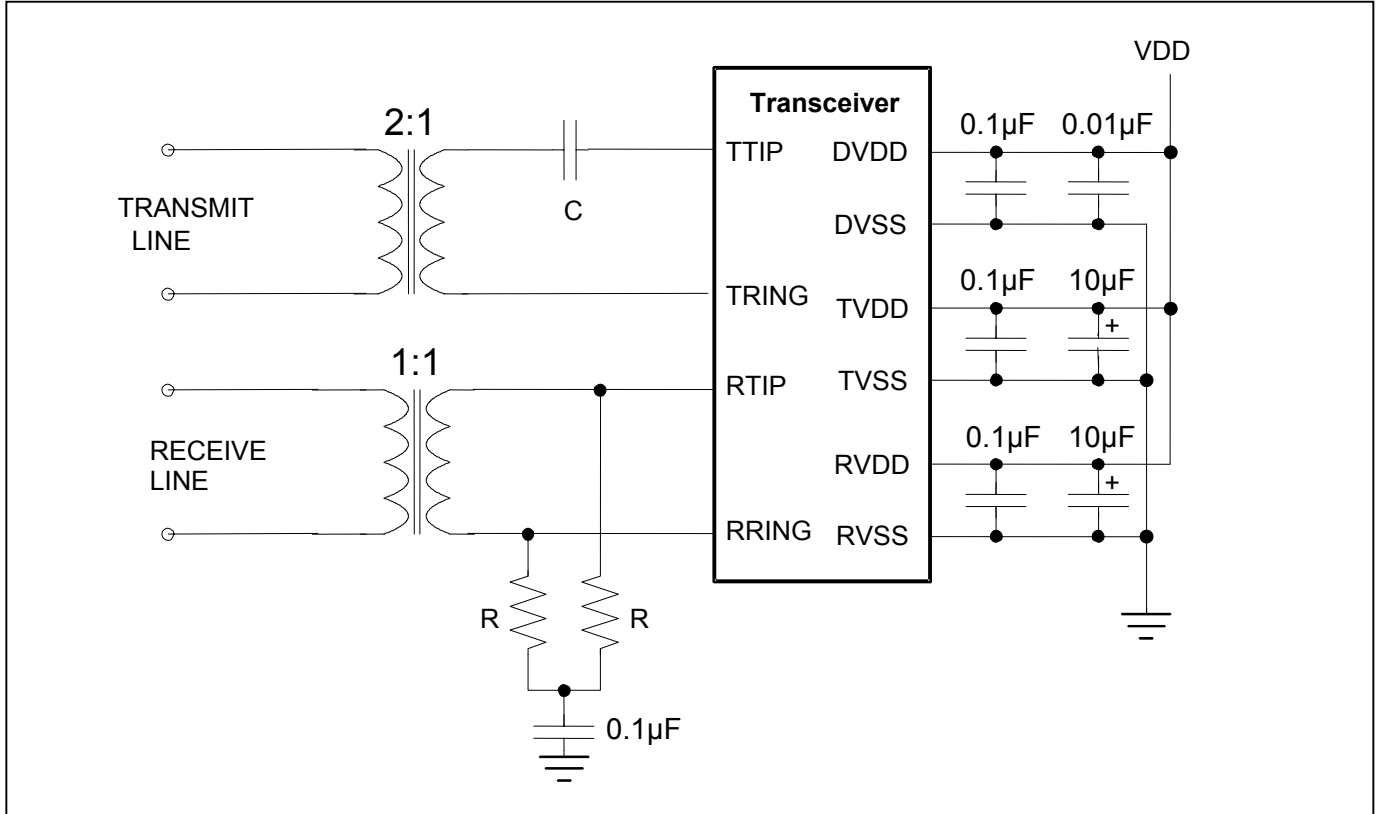 VDD
Transceiver
2:1
0.1µF
0.01µF
TTIP
DVDD
C
TRANSMIT
LINE
DVSS
TRING
0.1µF
10µF
TVDD
+
1:1
RTIP
TVSS
RECEIVE
LINE
0.1µF
10µF
RVDD
+
RRING
RVSS
R
R
0.1µF